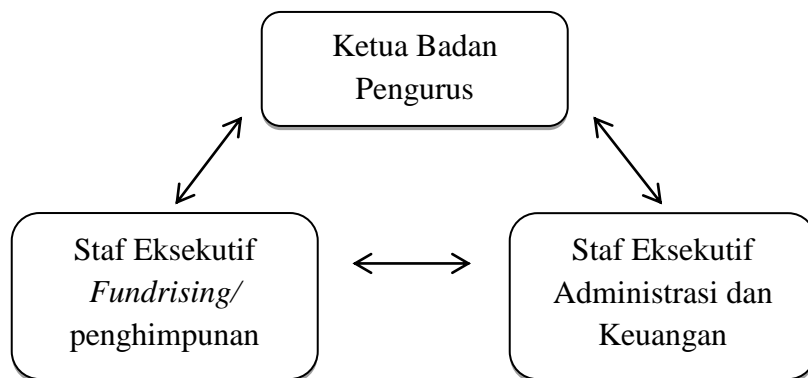 Ketua Badan
Pengurus
Staf Eksekutif
Fundrising/
penghimpunan
Staf Eksekutif
Administrasi dan
Keuangan